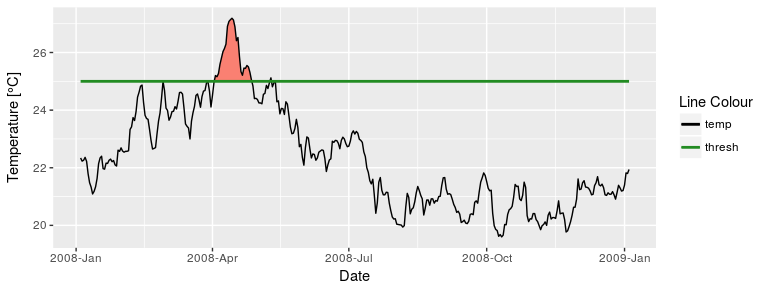 Temperature [°C]
26
24
22
20
2008-Jan
2008-Apr
2008-Jul
2008-Oct
2009-Jan
Date
Line Colour
temp
thresh